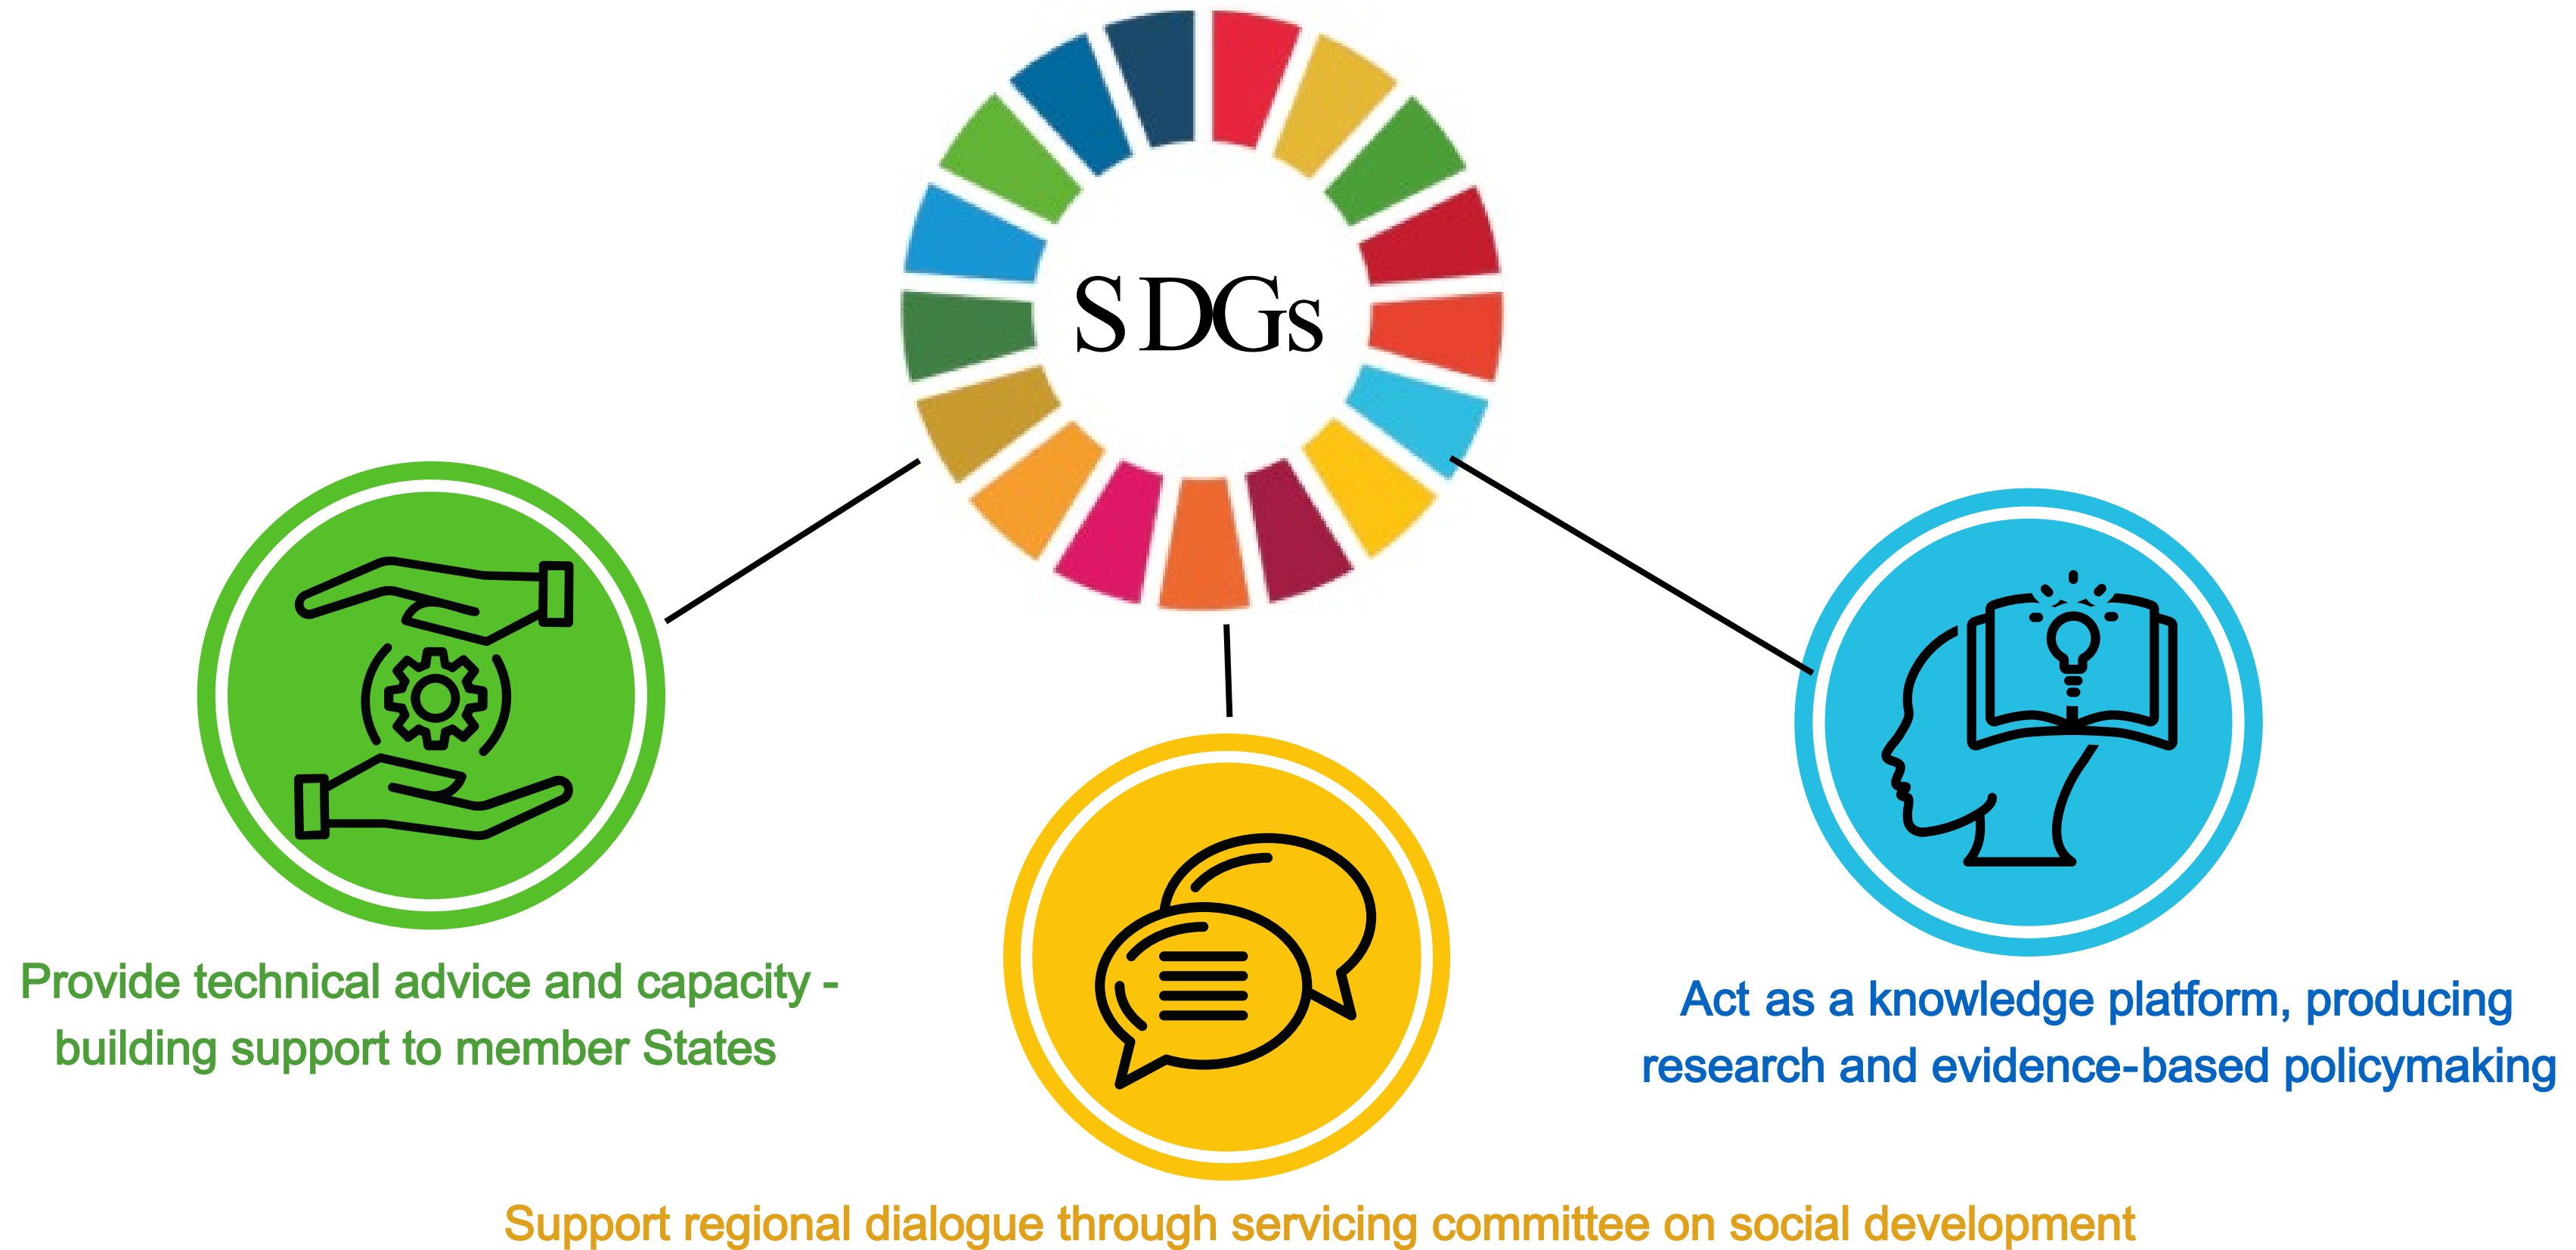 SDGs
Provide technical advice and capacity -
building support to member States
Act as a knowledge platform, producing
research and evidence-based policymaking
Support regional dialogue through servicing committee on social development